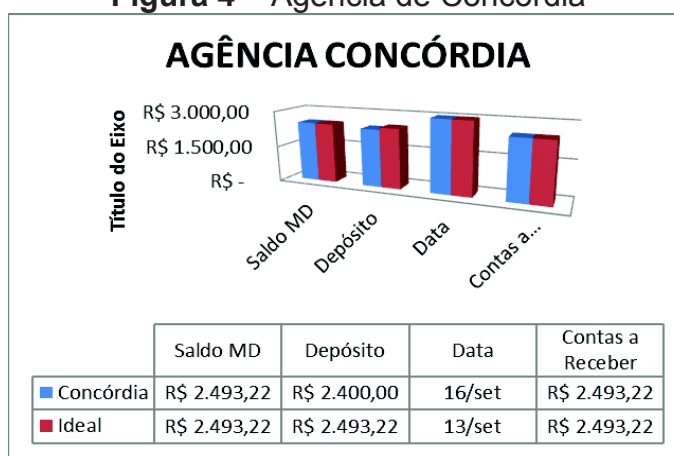 Figura 4 – Agência de Concórdia
AGÊNCIA CONCÓRDIA
Título do Eixo
R$ 3.000,00
R$ 1.500,00
R$ -
Saldo MD
Depósito
Data
Contas a...
Saldo MD Depósito Data Contas a Receber
Concórdia R$ 2.493,22 R$ 2.400,00 16/set R$ 2.493,22
Ideal R$ 2.493,22 R$ 2.493,22 13/set R$ 2.493,22